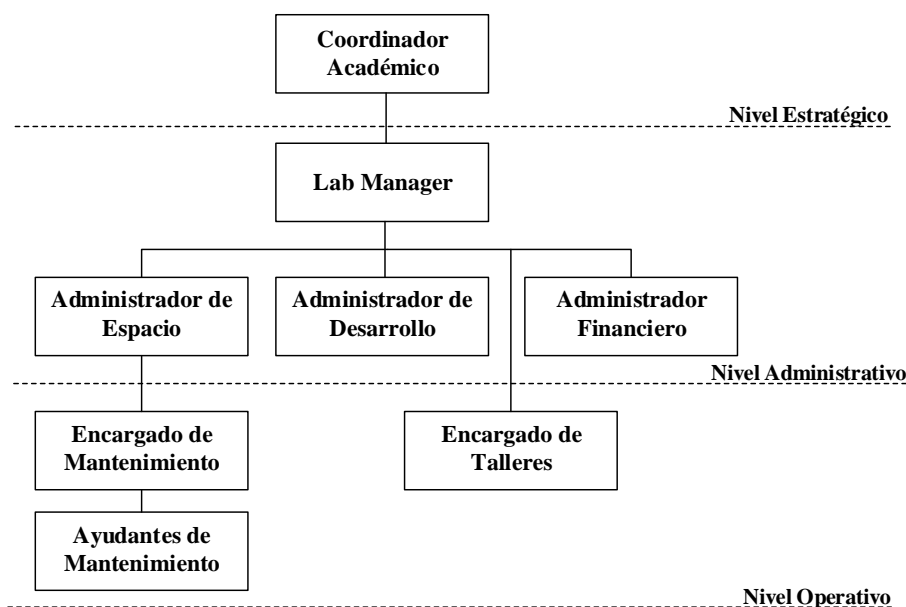 Coordinador
Académico
Nivel Estratégico
Lab Manager
Administrador de
Espacio
Administrador de
Desarrollo
Administrador
Financiero
Nivel Administrativo
Encargado de
Mantenimiento
Encargado de
Talleres
Ayudantes de
Mantenimiento
Nivel Operativo